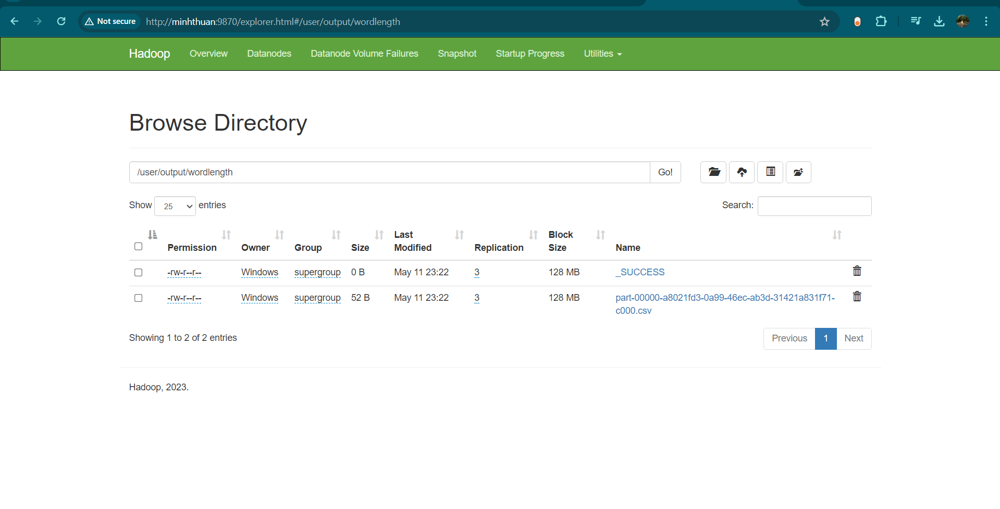 Not secure http://minhthuan:9870/explorer.html#/user/output/wordlength
Hadoop Overview Datanodes Datanode Volume Failures Snapshot Startup Progress Utilities
Browse Directory
/user/output/wordlength Go!
Show 25 entries Search:
Permission Owner Group Size Last Modified Replication Block Size Name
-rw-r--r-- Windows supergroup 0 B May 11 23:22 3 128 MB _SUCCESS
-rw-r--r-- Windows supergroup 52 B May 11 23:22 3 128 MB part-00000-a8021fd3-0a99-46ec-ab3d-31421a831f71-
c000.csv
Showing 1 to 2 of 2 entries Previous 1 Next
Hadoop, 2023.